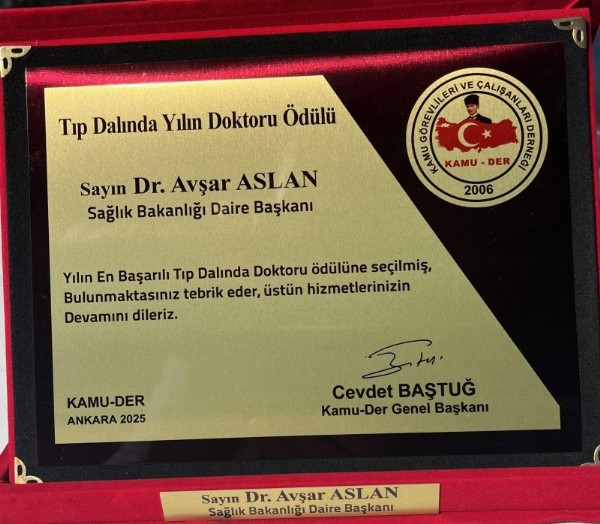 Tıp Dalında Yılın Doktoru Ödülü
KAMU GÖREVLİLERİ VE ÇALIŞANLARI DERNEĞİ
KAMU - DER
2006
Sayın Dr. Avşar ASLAN
Sağlık Bakanlığı Daire Başkanı
Yılın En Başarılı Tıp Dalında Doktoru ödülüne seçilmiş,
Bulunmaktasınız tebrik eder, üstün hizmetlerinizin
Devamını dileriz.
Cevdet BAŞTUĞ
Kamu-Der Genel Başkanı
KAMU-DER
ANKARA 2025
Sayın Dr. Avşar ASLAN
Sağlık Bakanlığı Daire Başkanı